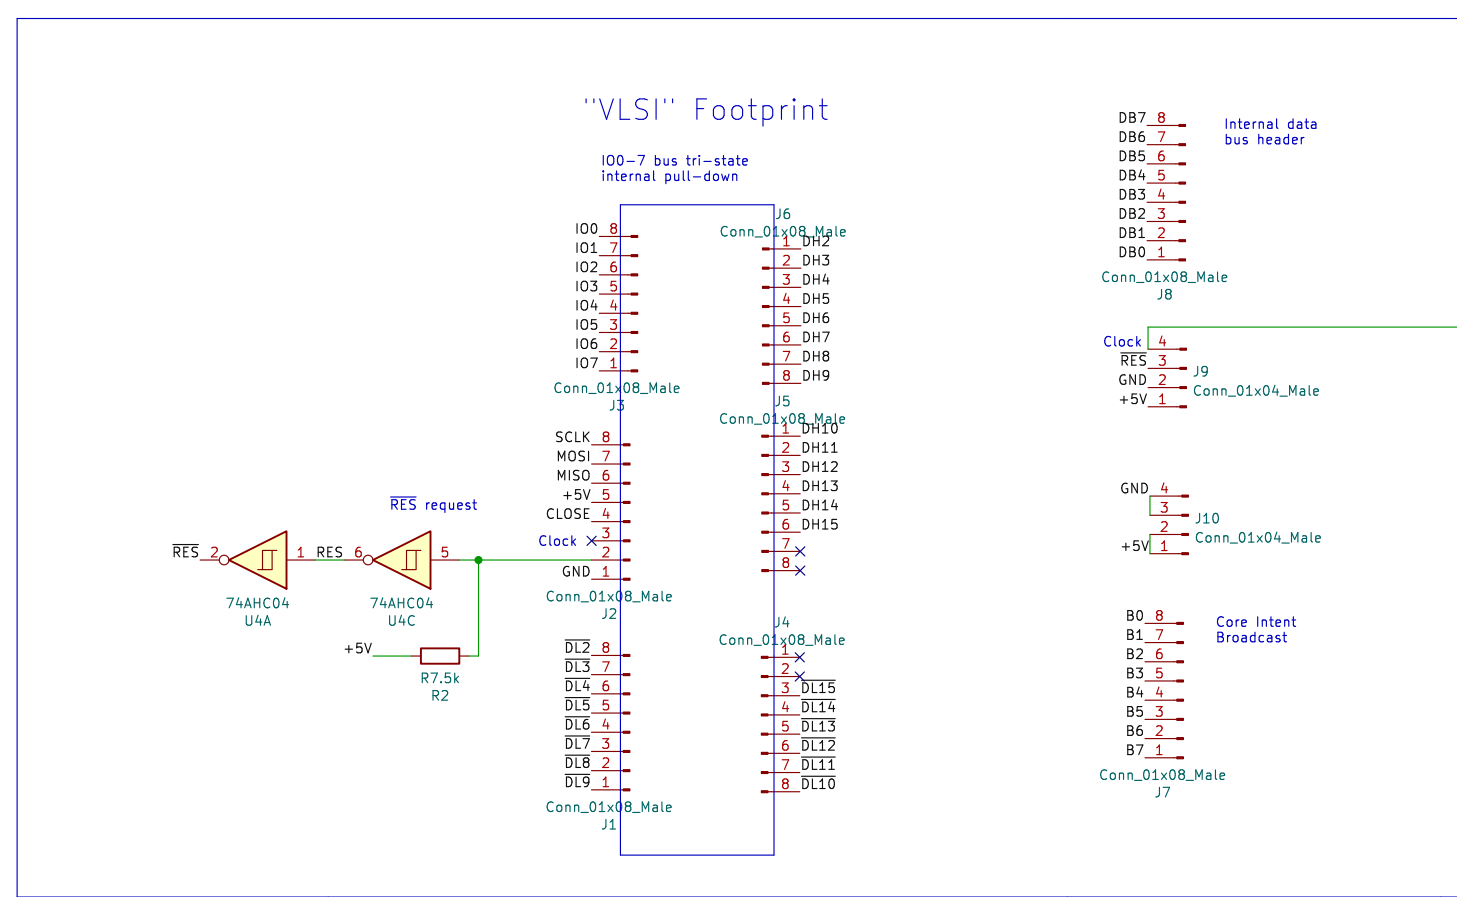 "VLSI" Footprint
IO0-7 bus tri-state
internal pull-down
IO0 8
IO1 7
IO2 6
IO3 5
IO4 4
IO5 3
IO6 2
IO7 1
Conn_01x08_Male
J3
J6
Conn_01x08_Male
1 DH2
2 DH3
3 DH4
4 DH5
5 DH6
6 DH7
7 DH8
8 DH9
SCLK 8
MOSI 7
MISO 6
+5V 5
CLOSE 4
Clock 3
2
GND 1
Conn_01x08_Male
J2
J5
Conn_01x08_Male
1 DH10
2 DH11
3 DH12
4 DH13
5 DH14
6 DH15
7
8
RES request
RES 2 1 RES 6 5
74AHC04
U4A
74AHC04
U4C
+5V
R7.5k
R2
DL2 8
DL3 7
DL4 6
DL5 5
DL6 4
DL7 3
DL8 2
DL9 1
Conn_01x08_Male
J1
J4
Conn_01x08_Male
1
2
3 DL15
4 DL14
5 DL13
6 DL12
7 DL11
8 DL10
DB7 8
DB6 7
DB5 6
DB4 5
DB3 4
DB2 3
DB1 2
DB0 1
Conn_01x08_Male
J8
Internal data
bus header
Clock 4
RES 3
GND 2
+5V 1
J9
Conn_01x04_Male
GND 4
3
2
+5V 1
J10
Conn_01x04_Male
B0 8
B1 7
B2 6
B3 5
B4 4
B5 3
B6 2
B7 1
Conn_01x08_Male
J7
Core Intent
Broadcast